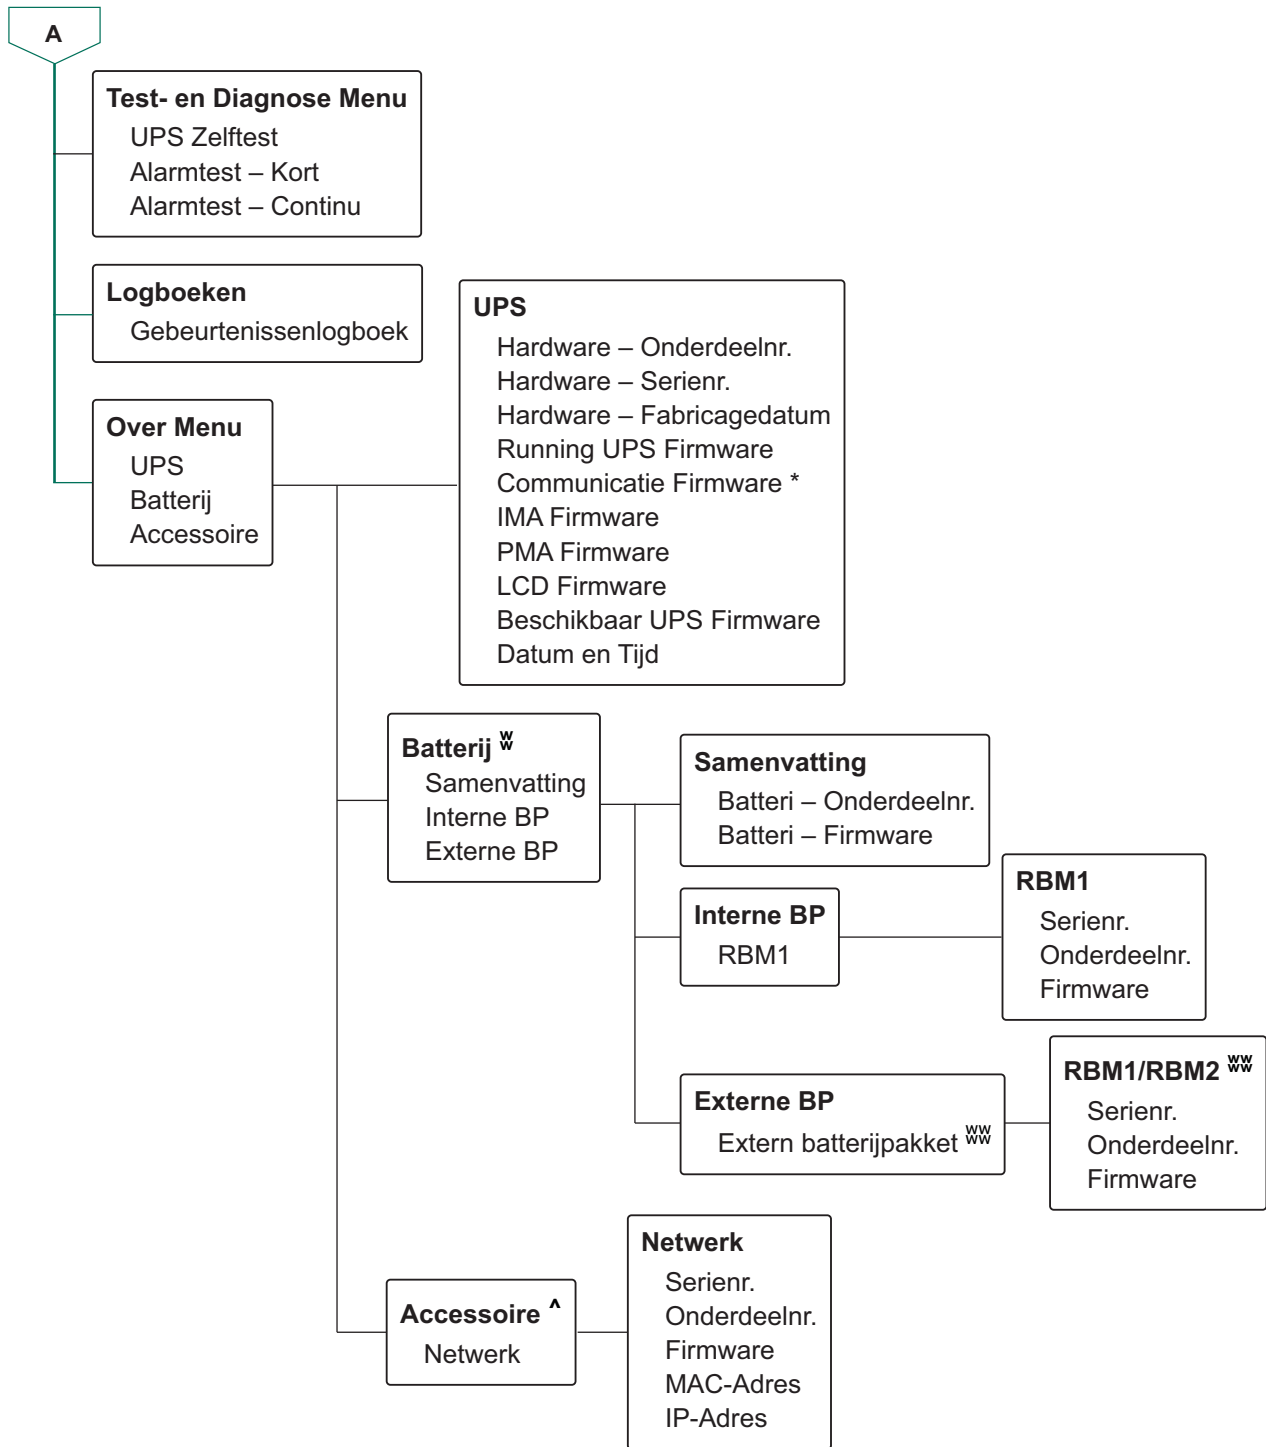 A
Test- en Diagnose Menu
UPS Zelftest
Alarmtest – Kort
Alarmtest – Continu
Logboeken
Gebeurtenissenlogboek
Over Menu
UPS
Batterij
Accessoire
UPS
Hardware – Onderdeelnr.
Hardware – Serienr.
Hardware – Fabricagedatum
Running UPS Firmware
Communicatie Firmware *
IMA Firmware
PMA Firmware
LCD Firmware
Beschikbaar UPS Firmware
Datum en Tijd
Batterij ʬ
Samenvatting
Interne BP
Externe BP
Samenvatting
Batteri – Onderdeelnr.
Batteri – Firmware
Interne BP
RBM1
RBM1
Serienr.
Onderdeelnr.
Firmware
Externe BP
Extern batterijpakket ʬʬ
RBM1/RBM2 ʬʬ
Serienr.
Onderdeelnr.
Firmware
Accessoire ^
Netwerk
Netwerk
Serienr.
Onderdeelnr.
Firmware
MAC-Adres
IP-Adres